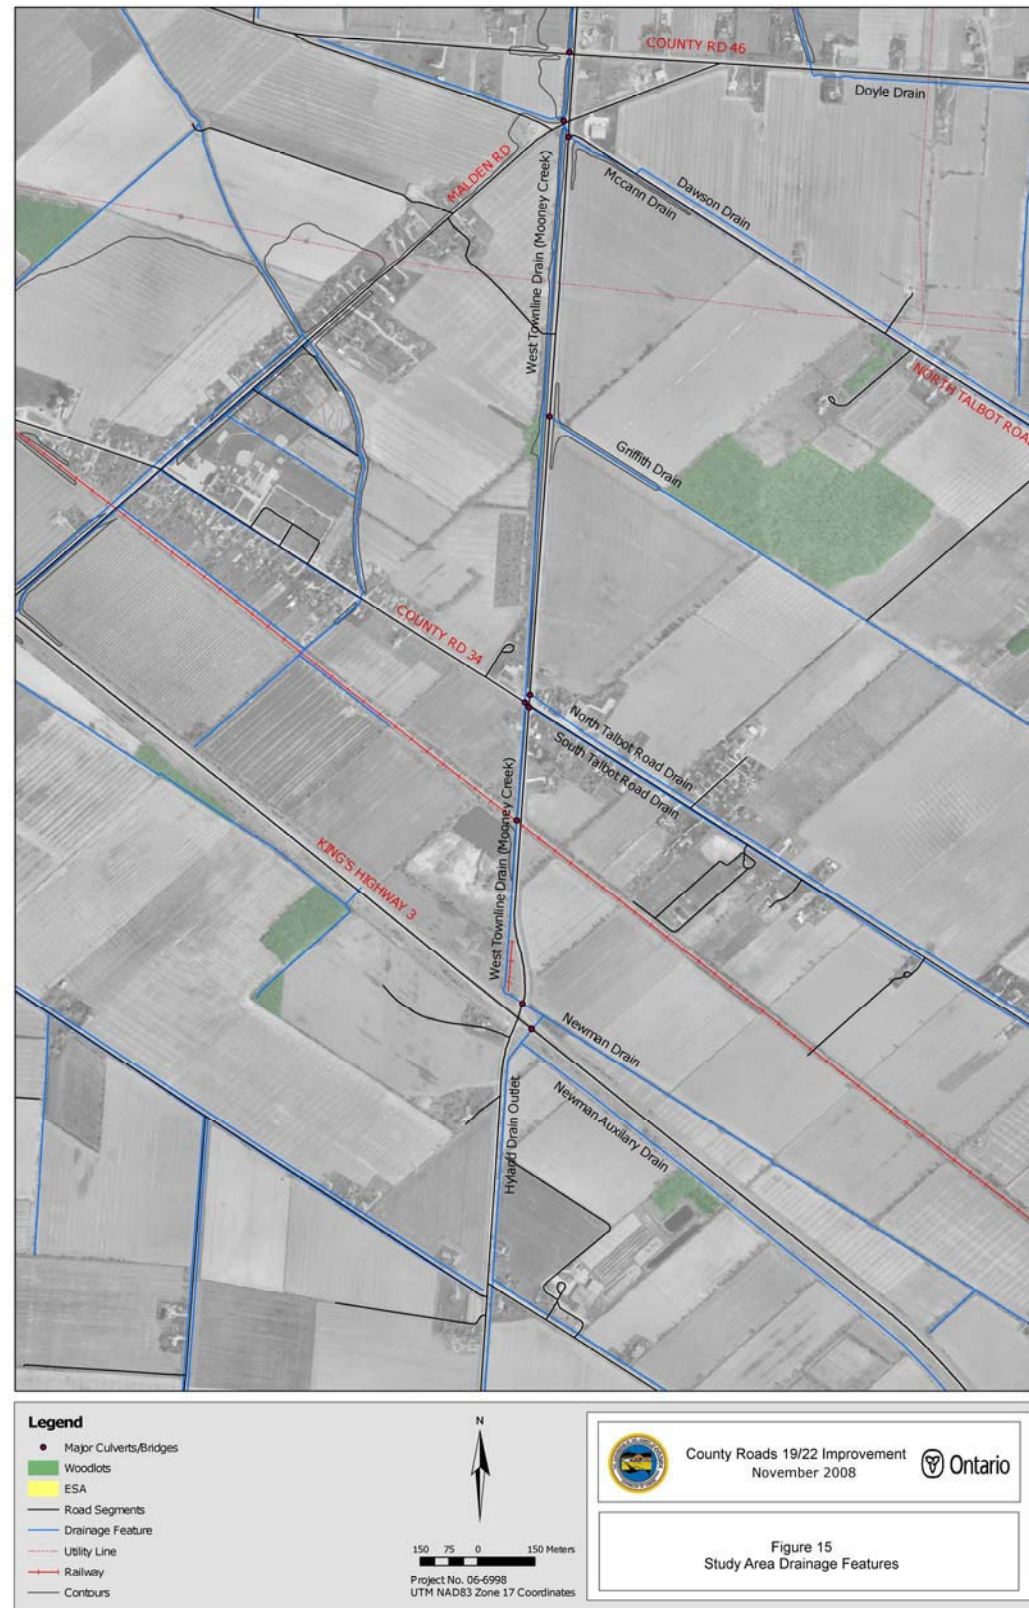 COUNTY RD 46
Doyle Drain
MALDEN RD
Mccann Drain
Dawson Drain
West Townline Drain (Mooney Creek)
NORTH TALBOT ROAD
Griffith Drain
COUNTY RD 34
North Talbot Road Drain
South Talbot Road Drain
West Townline Drain (Mooney Creek)
KING'S HIGHWAY 3
Newman Drain
Newman Auxilary Drain
Hyland Drain Outlet
Legend
Major Culverts/Bridges
Woodlots
ESA
Road Segments
Drainage Feature
Utility Line
Railway
Contours
N
150 75 0 150 Meters
Project No. 06-6998
UTM NAD83 Zone 17 Coordinates
County Roads 19/22 Improvement
November 2008
Ontario
Figure 15
Study Area Drainage Features